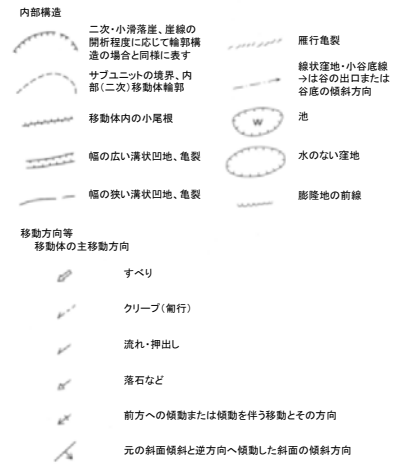 内部構造
二次・小滑落崖、崖線の
開析程度に応じて輪郭構
造の場合と同様に表す
サブユニットの境界、内
部(二次)移動体輪郭
移動体内の小尾根
幅の広い溝状凹地、亀裂
幅の狭い溝状凹地、亀裂
雁行亀裂
線状窪地・小谷底線
→は谷の出口または
谷底の傾斜方向
W
池
水のない窪地
膨隆地の前線
移動方向等
移動体の主移動方向
すべり
クリープ(匍行)
流れ・押出し
落石など
前方への傾動または傾動を伴う移動とその方向
元の斜面傾斜と逆方向へ傾動した斜面の傾斜方向